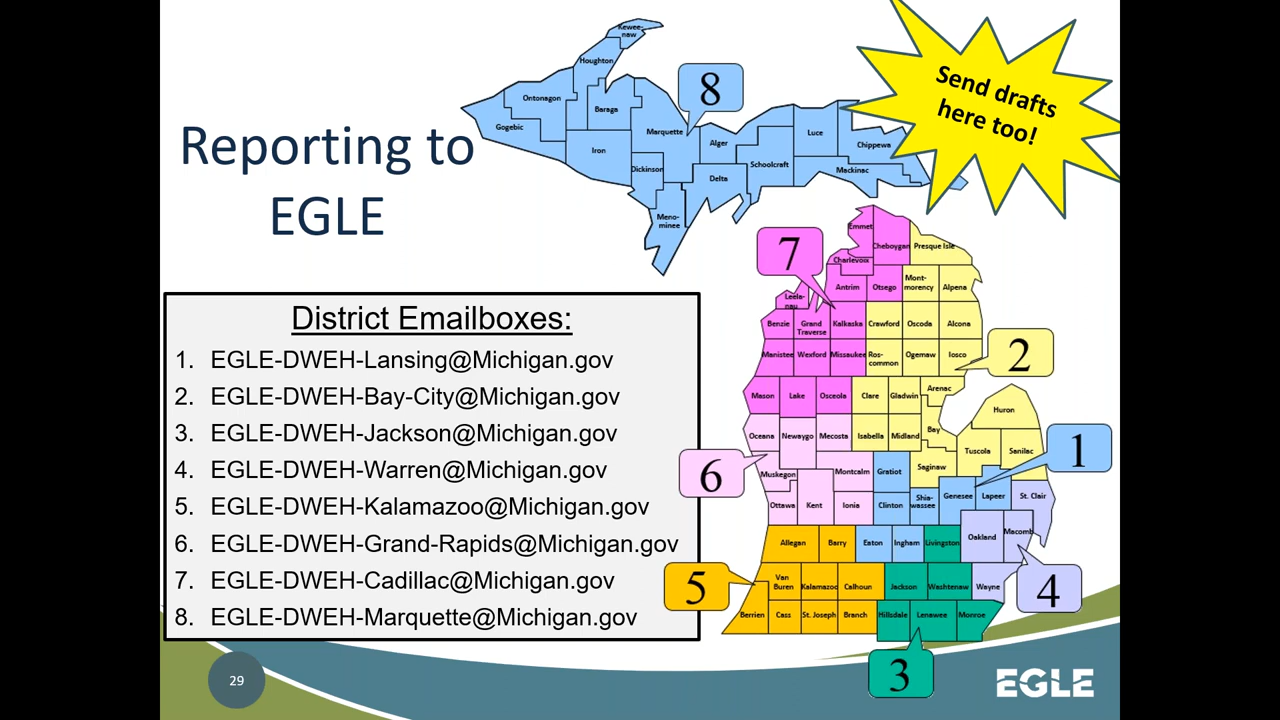 Reporting to
EGLE
Send drafts
here too!
District Emailboxes:
1. EGLE-DWEH-Lansing@Michigan.gov
2. EGLE-DWEH-Bay-City@Michigan.gov
3. EGLE-DWEH-Jackson@Michigan.gov
4. EGLE-DWEH-Warren@Michigan.gov
5. EGLE-DWEH-Kalamazoo@Michigan.gov
6. EGLE-DWEH-Grand-Rapids@Michigan.gov
7. EGLE-DWEH-Cadillac@Michigan.gov
8. EGLE-DWEH-Marquette@Michigan.gov
Kewee-
naw
Houghton
Ontonagon
Baraga
Gogebic
Iron
Marquette
Dickinson
Meno-
minee
Alger
Delta
Schoolcraft
Luce
Chippewa
Mackinac
8
7
Emmet
Cheboygan
Presque Isle
Charlevoix
Antrim
Otsego
Mont-
morency
Alpena
Leela-
nau
Benzie
Grand
Traverse
Kalkaska
Crawford
Oscoda
Alcona
Manistee
Wexford
Missaukee
Ros-
common
Ogemaw
Iosco
2
Mason
Lake
Osceola
Clare
Gladwin
Arenac
Huron
Oceana
Newaygo
Mecosta
Isabella
Midland
Bay
Tuscola
Sanilac
1
6
Muskegon
Montcalm
Gratiot
Saginaw
Ottawa
Kent
Ionia
Clinton
Shia-
wassee
Genesee
Lapeer
St. Clair
Allegan
Barry
Eaton
Ingham
Livingston
Oakland
Macomb
5
Van
Buren
Kalamazoo
Calhoun
Jackson
Washtenaw
Wayne
4
Berrien
Cass
St. Joseph
Branch
Hillsdale
Lenawee
Monroe
3
29
EGLE